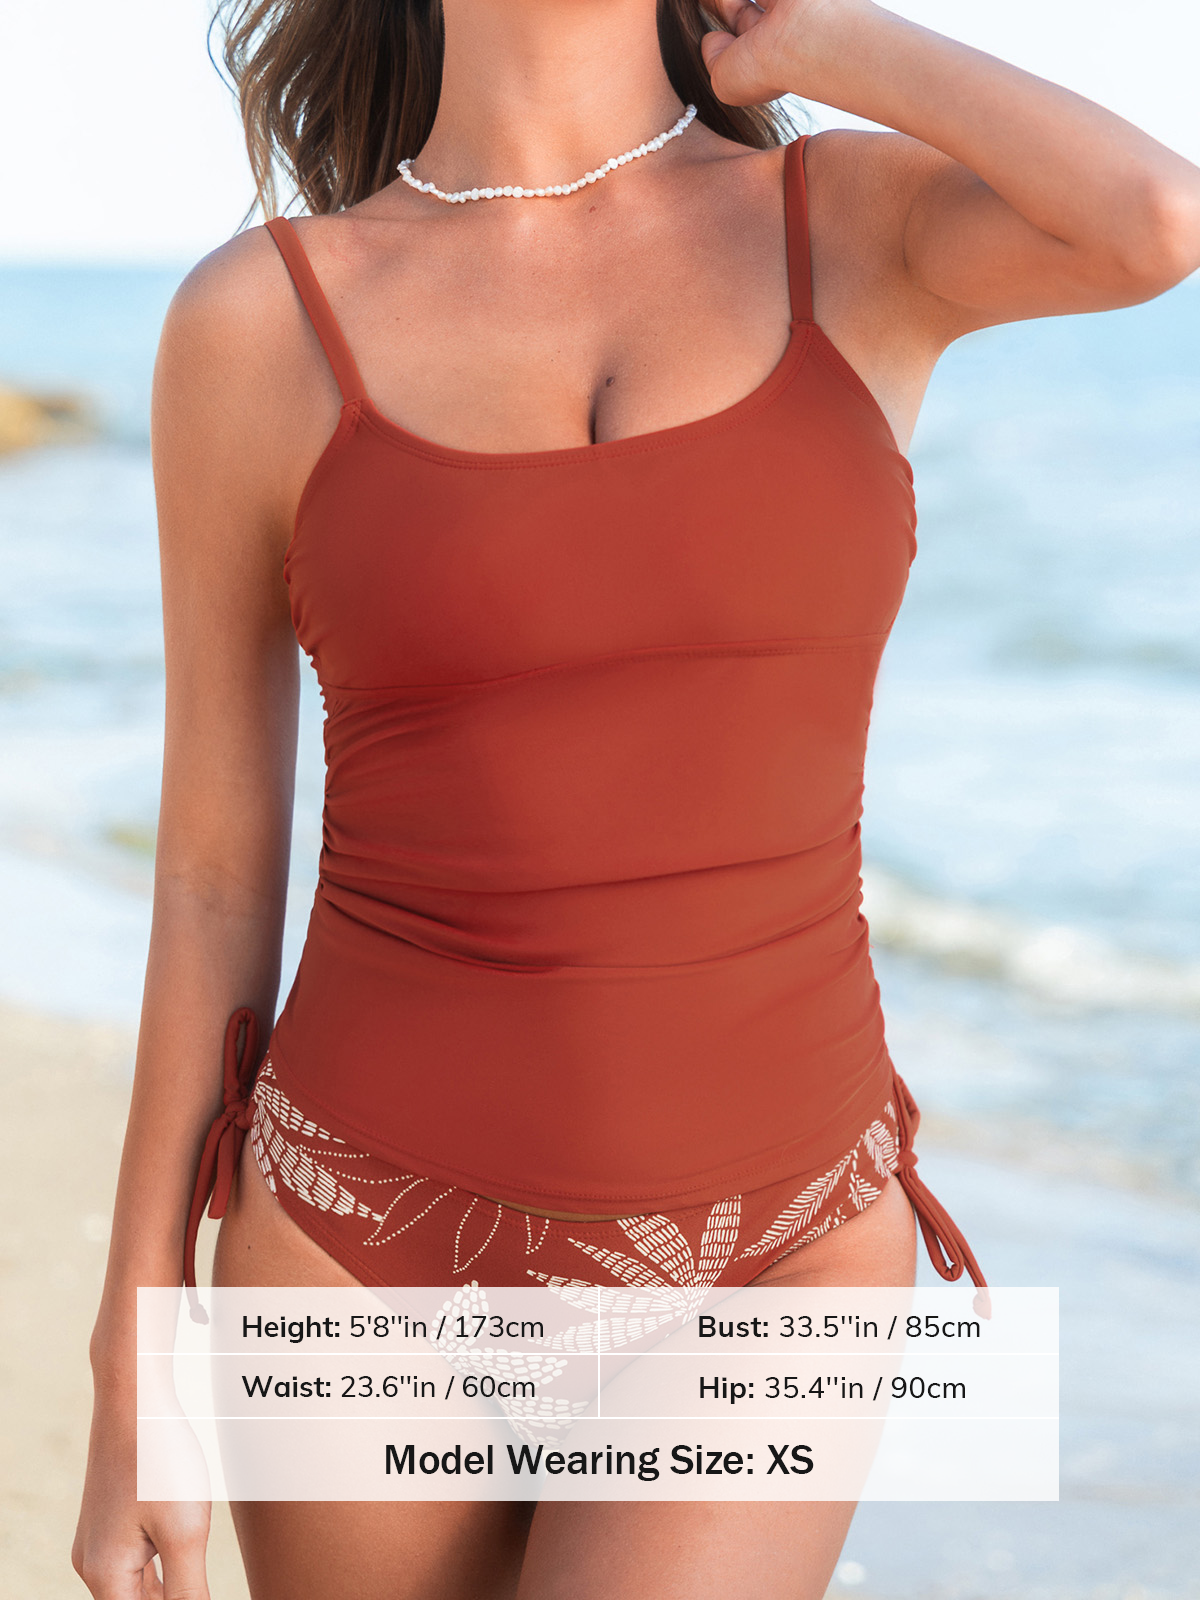 Height: 5'8''in / 173cm
Bust: 33.5''in / 85cm
Waist: 23.6''in / 60cm
Hip: 35.4''in / 90cm
Model Wearing Size: XS